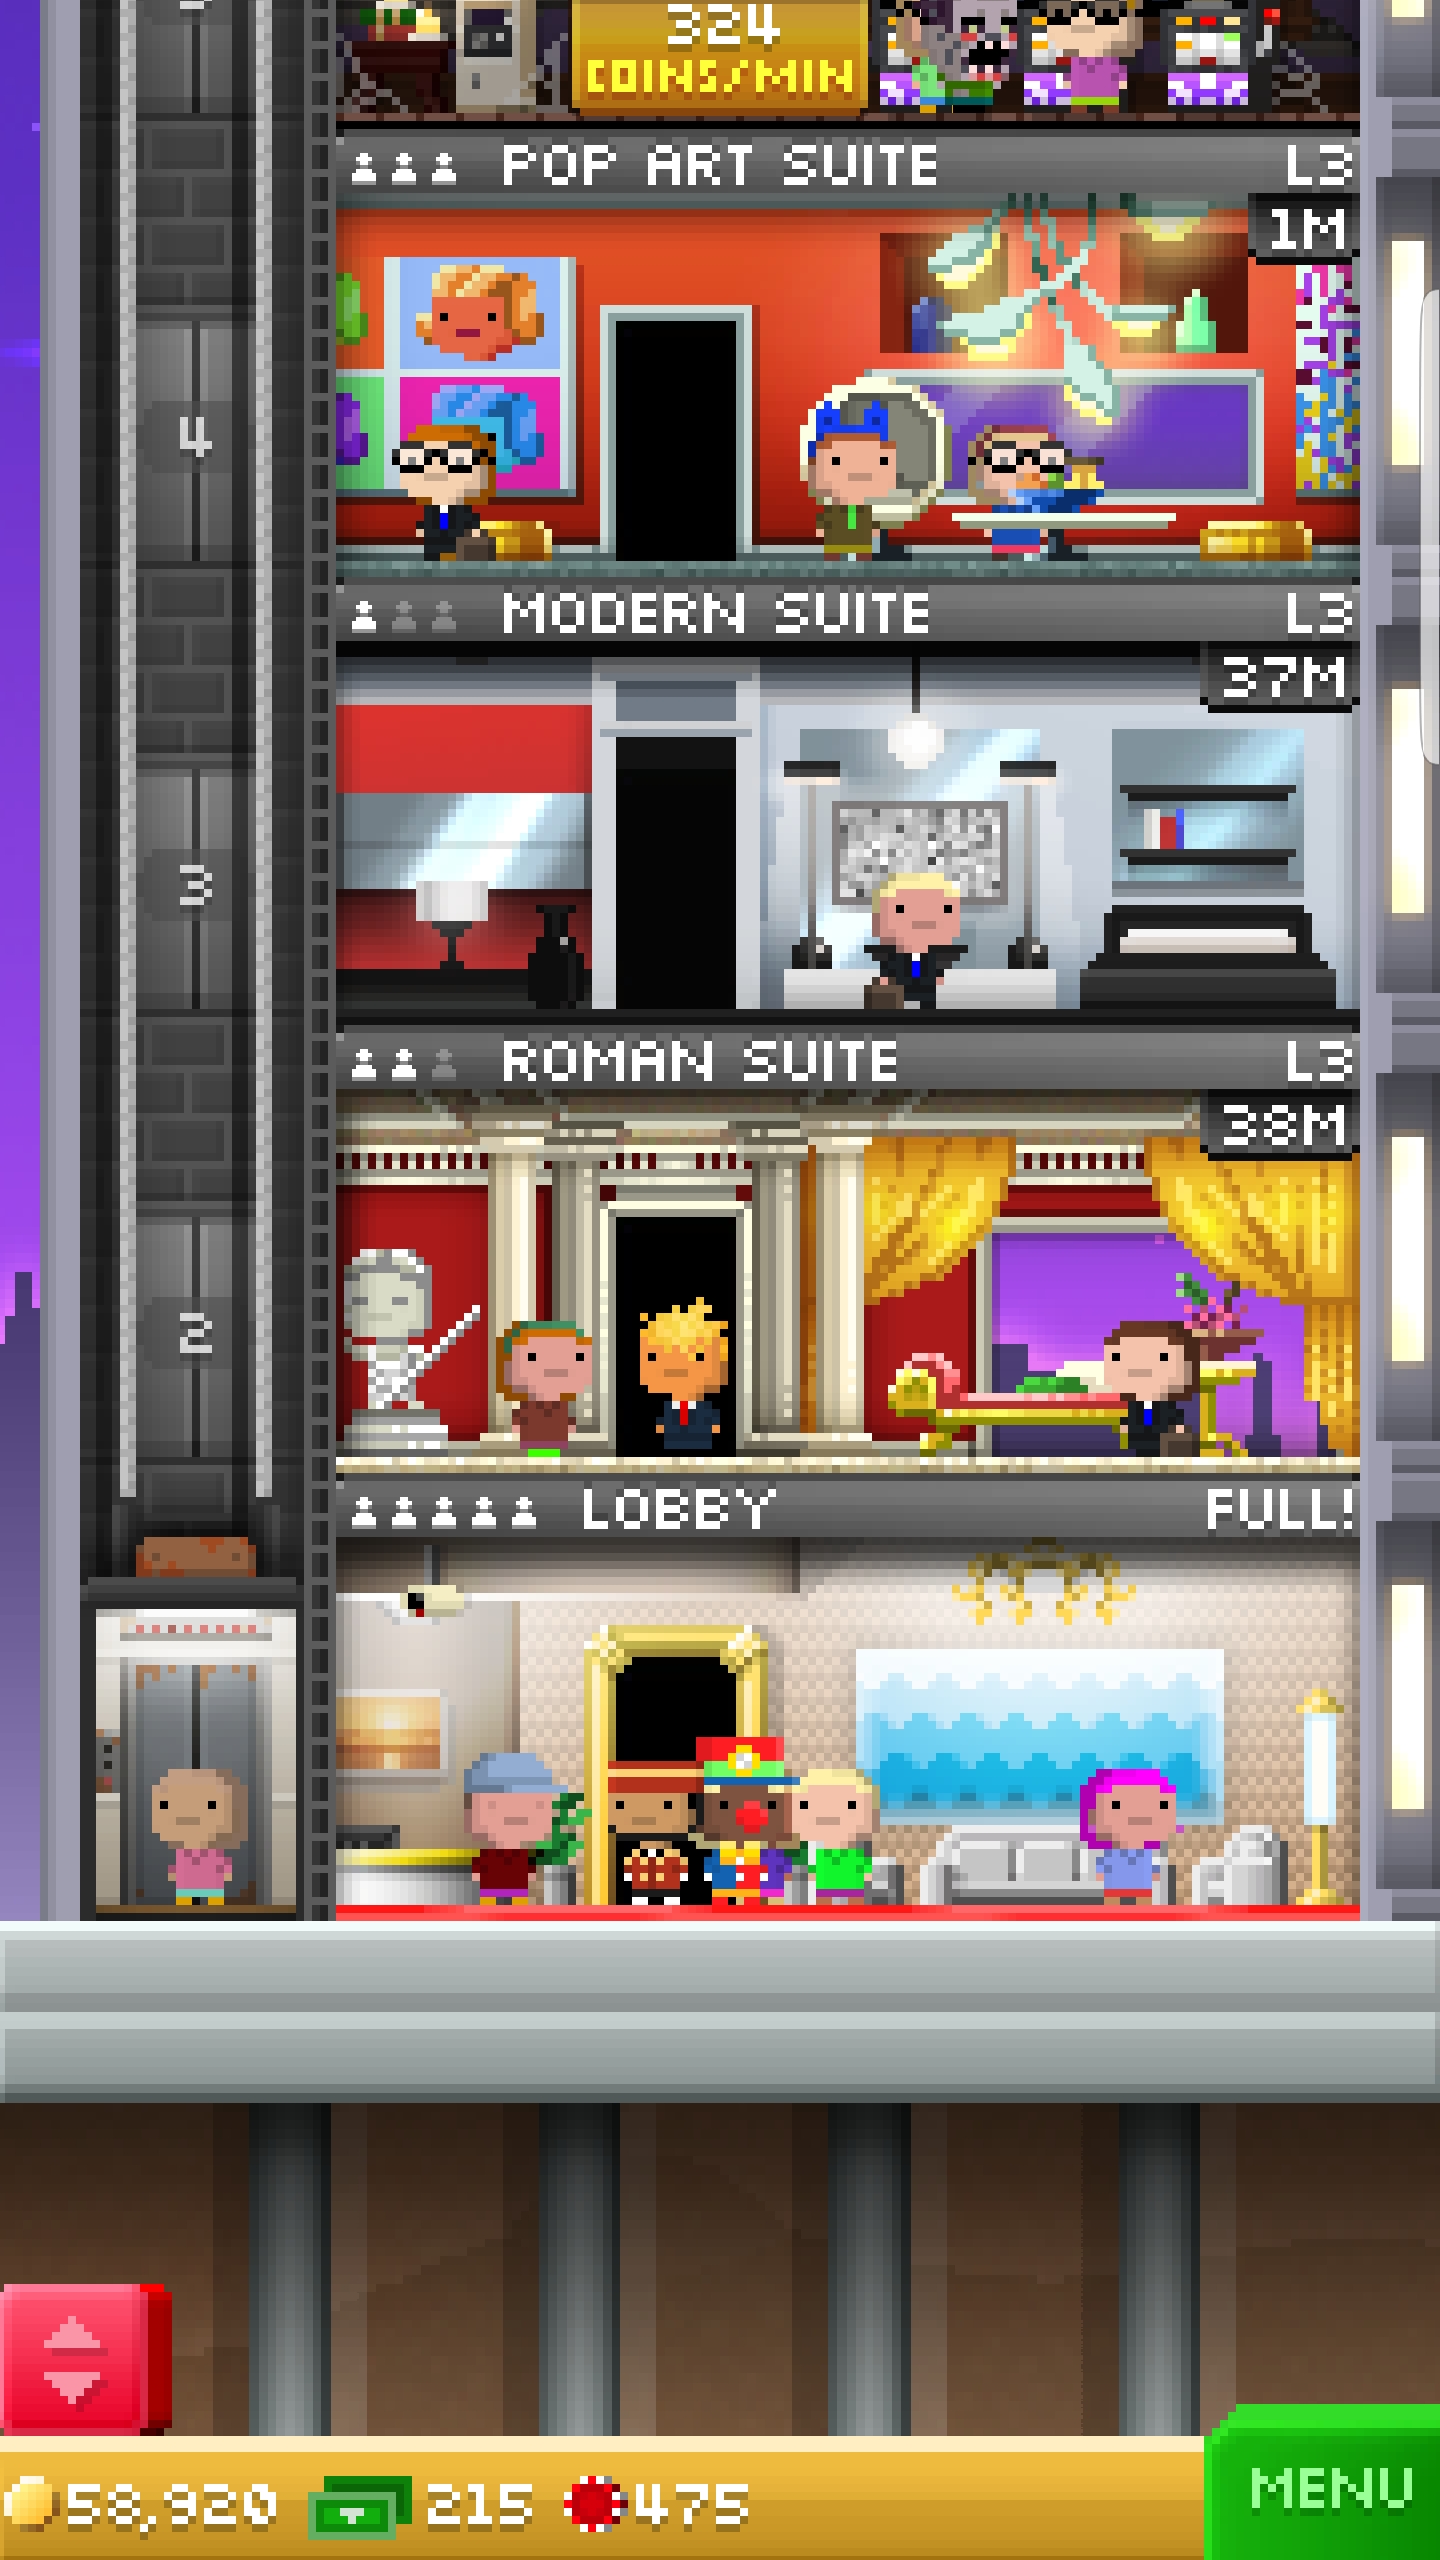 324
COINS/MIN
POP ART SUITE L3
1M
4
MODERN SUITE L3
37M
3
ROMAN SUITE L3
38M
2
LOBBY FULL!
58,920 215 475
MENU